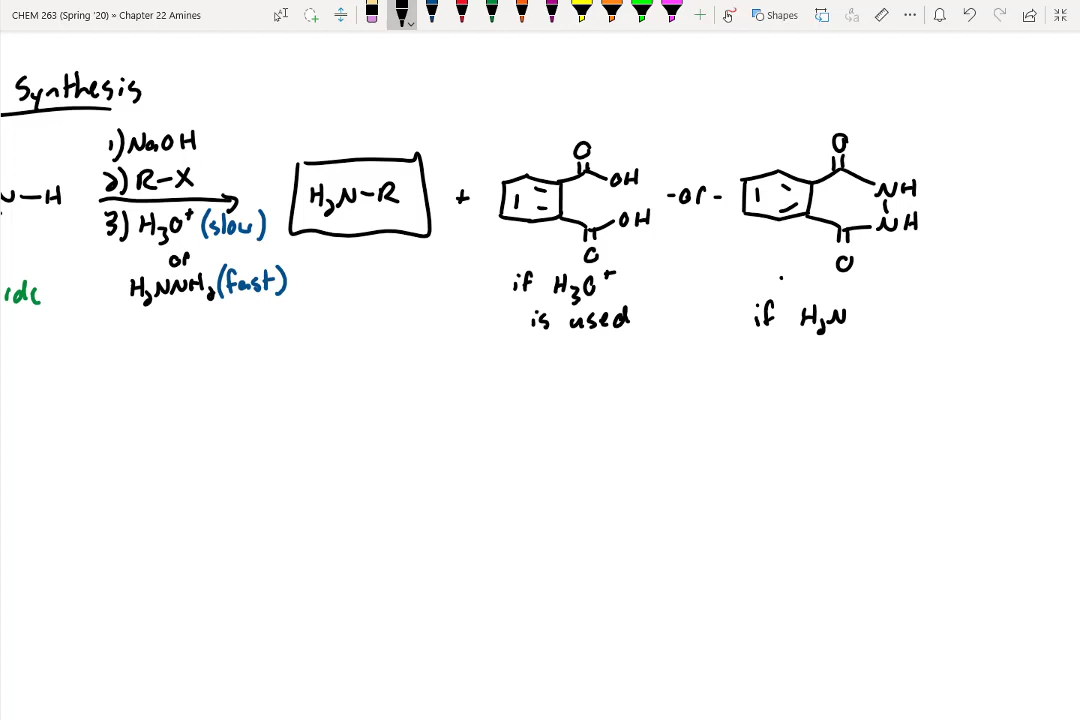 CHEM 263 (Spring '20) » Chapter 22 Amines
Shapes
Synthesis
1) NaOH
2) R-X
N-H
3) H3O+ (slow)
or
H2NNH2 (fast)
ide
H2N-R
+
O
OH
OH
O
if H3O+
is used
-or-
O
NH
NH
O
if H2N